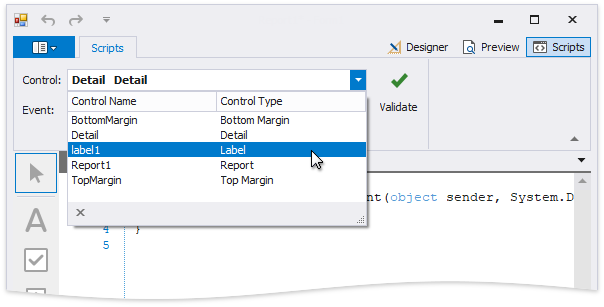 Scripts
Designer
Preview
Scripts
Control: Detail Detail
Event:
Validate
Control Name Control Type
BottomMargin Bottom Margin
Detail Detail
label1 Label
Report1 Report
TopMargin Top Margin
(object sender, System.D
4 }
5